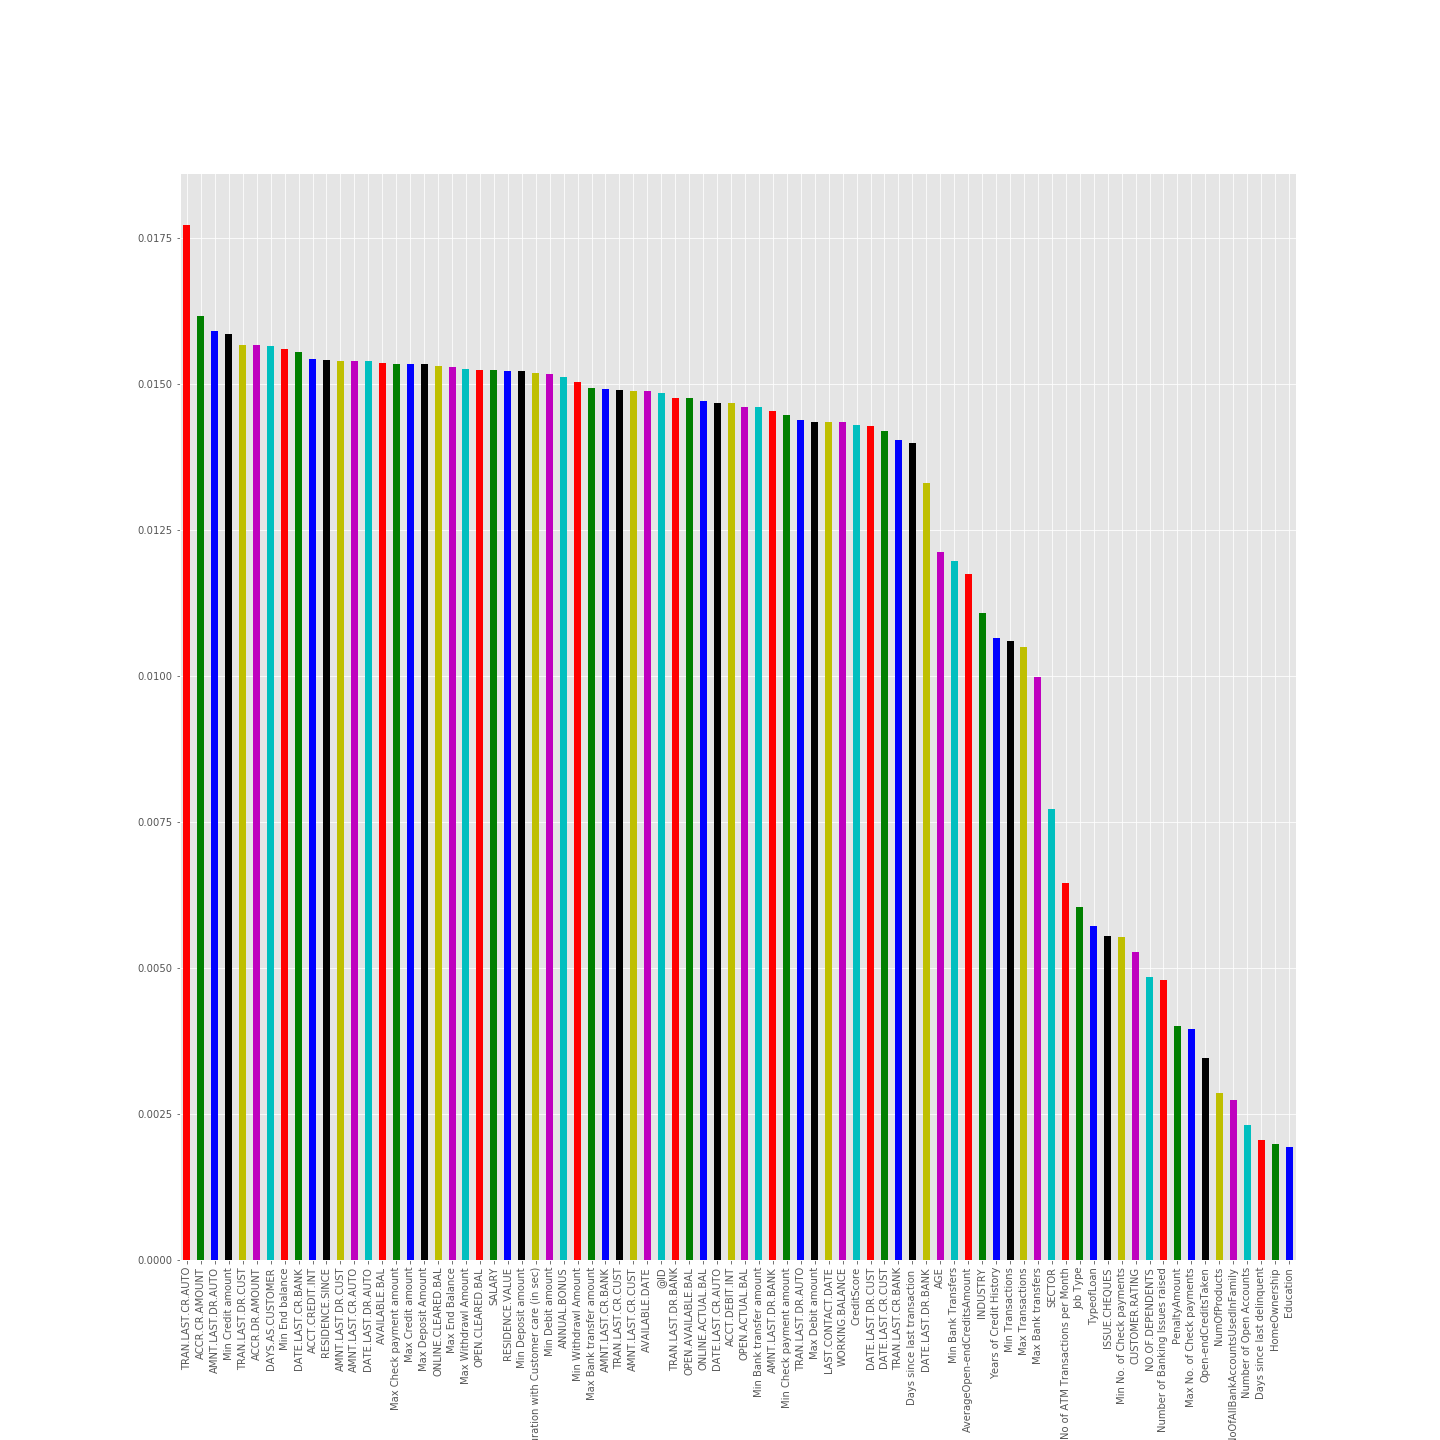 0.0175
0.0150
0.0125
0.0100
0.0075
0.0050
0.0025
0.0000
TRAN.LAST.CR.AUTO
ACCR.CR.AMOUNT
AMNT.LAST.DR.AUTO
Min Credit amount
TRAN.LAST.DR.CUST
ACCR.DR.AMOUNT
DAYS.AS.CUSTOMER
Min End balance
DATE.LAST.CR.BANK
ACCT.CREDIT.INT
RESIDENCE.SINCE
AMNT.LAST.DR.CUST
AMNT.LAST.CR.AUTO
DATE.LAST.DR.AUTO
AVAILABLE.BAL
Max Check payment amount
Max Credit amount
Max Deposit Amount
ONLINE.CLEARED.BAL
Max End Balance
Max Withdrawl Amount
OPEN.CLEARED.BAL
SALARY
RESIDENCE.VALUE
Min Deposit amount
uration with Customer care (in sec)
Min Debit amount
ANNUAL.BONUS
Min Withdrawl Amount
Max Bank transfer amount
AMNT.LAST.CR.BANK
TRAN.LAST.CR.CUST
AMNT.LAST.CR.CUST
AVAILABLE.DATE
@ID
TRAN.LAST.DR.BANK
OPEN.AVAILABLE.BAL
ONLINE.ACTUAL.BAL
DATE.LAST.CR.AUTO
ACCT.DEBIT.INT
OPEN.ACTUAL.BAL
Min Bank transfer amount
AMNT.LAST.DR.BANK
Min Check payment amount
TRAN.LAST.DR.AUTO
Max Debit amount
LAST.CONTACT.DATE
WORKING.BALANCE
CreditScore
DATE.LAST.DR.CUST
DATE.LAST.CR.CUST
TRAN.LAST.CR.BANK
Days since last transaction
DATE.LAST.DR.BANK
AGE
Min Bank Transfers
AverageOpen-endCreditsAmount
INDUSTRY
Years of Credit History
Min Transactions
Max Transactions
Max Bank transfers
SECTOR
No of ATM Transactions per Month
Job Type
TypeofLoan
ISSUE.CHEQUES
Min No. of Check payments
CUSTOMER.RATING
NO.OF.DEPENDENTS
Number of Banking Issues raised
PenaltyAmount
Max No. of Check payments
Open-endCreditsTaken
NumOfProducts
NoOfAllBankAccountsUsedInFamily
Number of Open Accounts
Days since last delinquent
HomeOwnership
Education